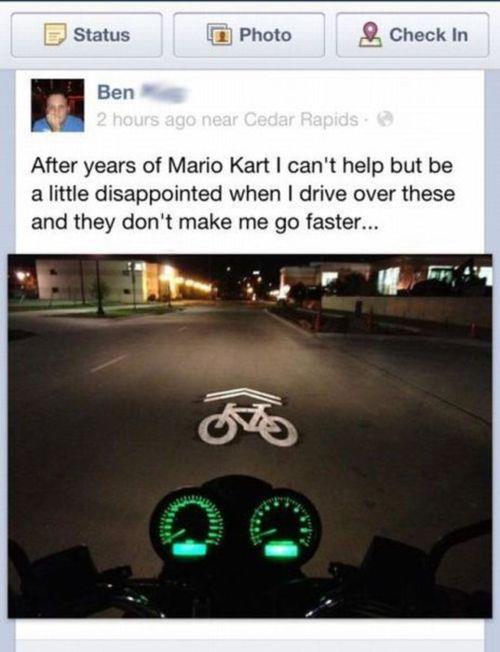 Status
Photo
Check In
Ben
2 hours ago near Cedar Rapids ·
After years of Mario Kart I can't help but be
a little disappointed when I drive over these
and they don't make me go faster...